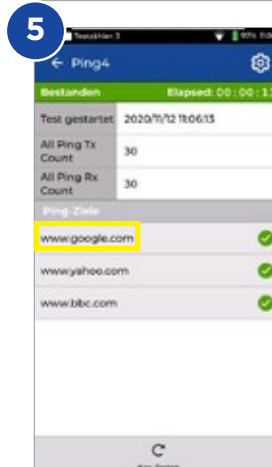 5
← Ping4
Bestanden Elapsed: 00:00:1
Test gestartet 2020/11/12 11:06:13
All Ping Tx Count 30
All Ping Rx Count 30
Ping-Ziele
www.google.com
www.yahoo.com
www.bbc.com